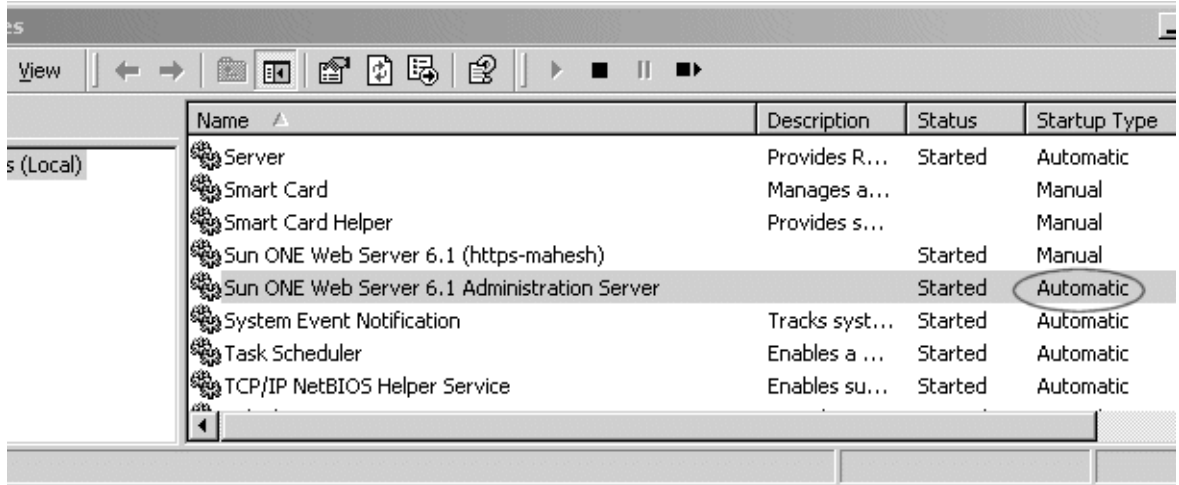 es
View
Name Description Status Startup Type
s (Local)
Server Provides R... Started Automatic
Smart Card Manages a... Manual
Smart Card Helper Provides s... Manual
Sun ONE Web Server 6.1 (https-mahesh) Started Manual
Sun ONE Web Server 6.1 Administration Server Started Automatic
System Event Notification Tracks syst... Started Automatic
Task Scheduler Enables a ... Started Automatic
TCP/IP NetBIOS Helper Service Enables su... Started Automatic